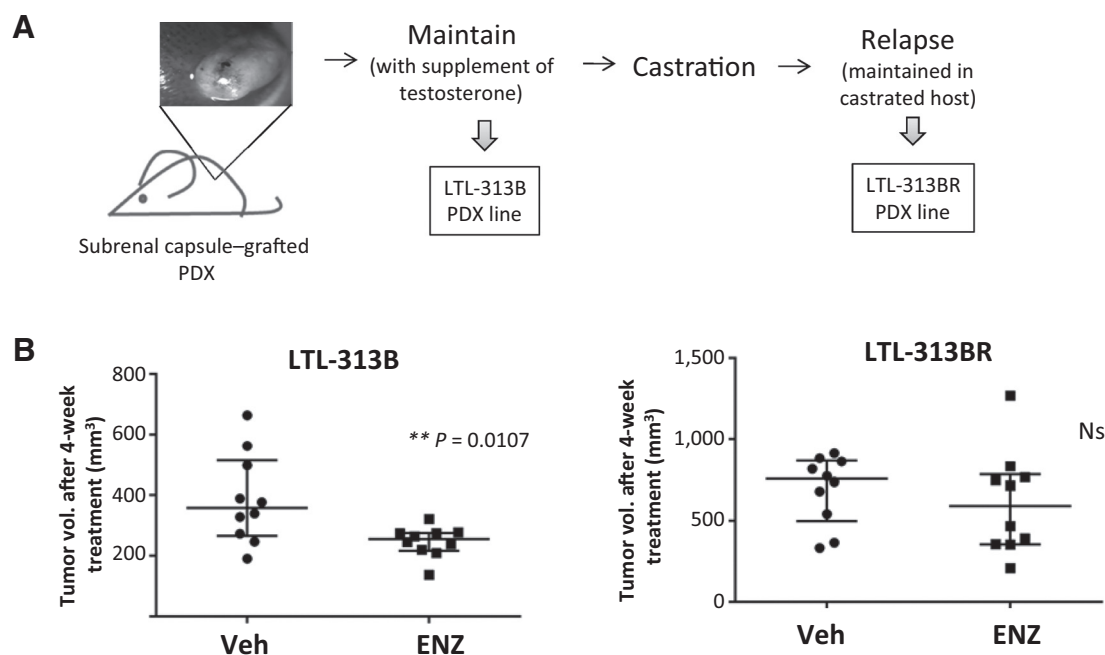 A
Subrenal capsule–grafted
PDX
Maintain
(with supplement of
testosterone)
LTL-313B
PDX line
Castration
Relapse
(maintained in
castrated host)
LTL-313BR
PDX line
B
LTL-313B
Tumor vol. after 4-week
treatment (mm³)
800
600
400
200
** P = 0.0107
Veh
ENZ
LTL-313BR
Tumor vol. after 4-week
treatment (mm³)
1,500
1,000
500
0
Ns
Veh
ENZ